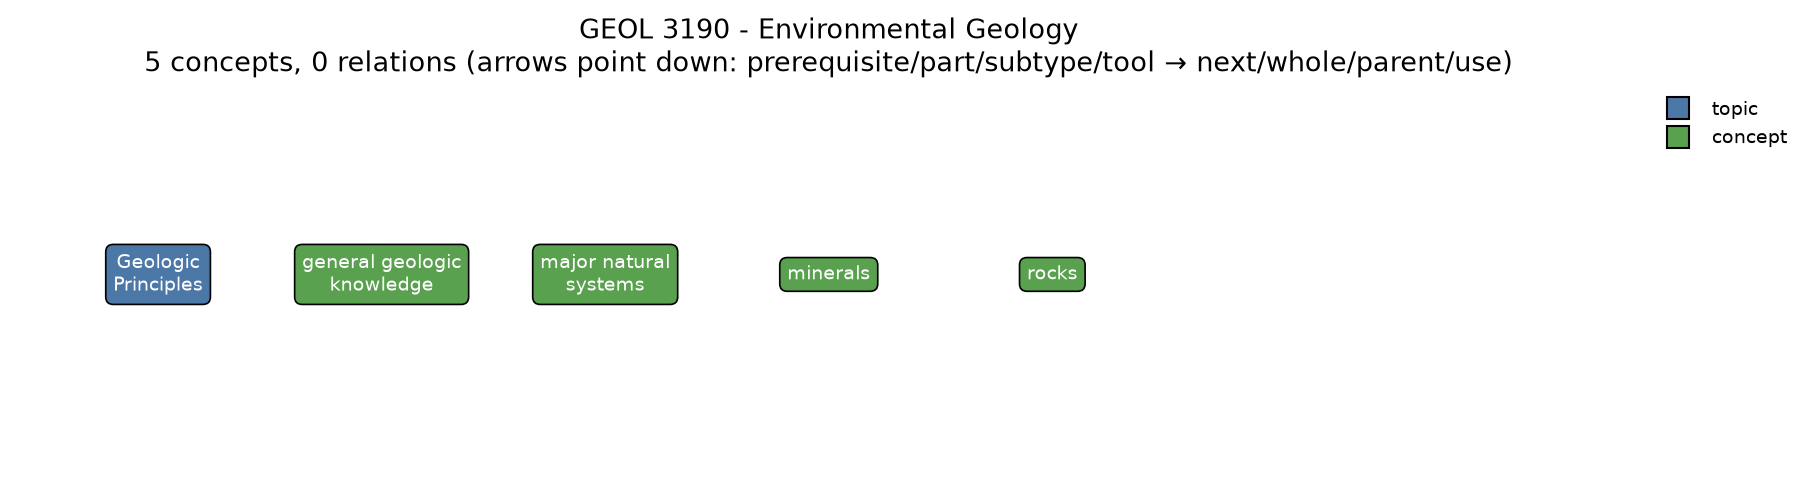 GEOL 3190 - Environmental Geology
5 concepts, 0 relations (arrows point down: prerequisite/part/subtype/tool → next/whole/parent/use)
topic
concept
Geologic
Principles
general geologic
knowledge
major natural
systems
minerals
rocks